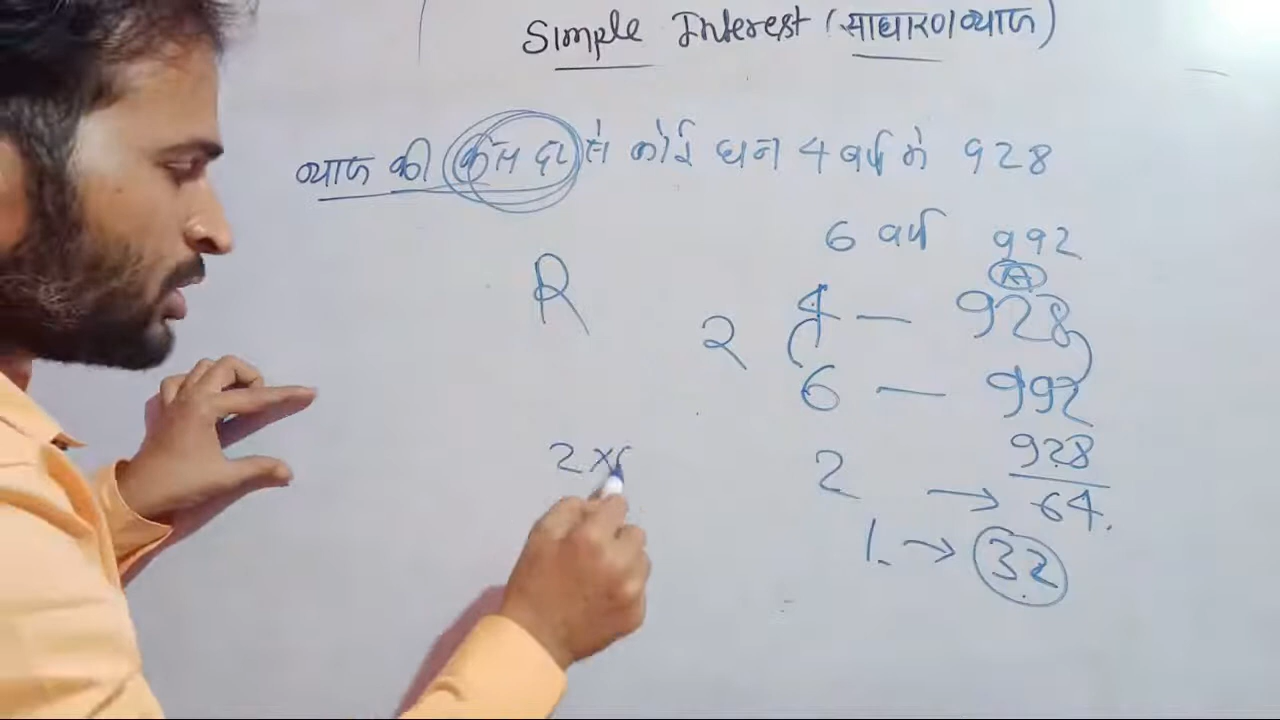 Simple Interest (साधारण ब्याज)
ब्याज की किस दर से कोई धन 4 वर्ष मे 928
6 वर्ष 992
A
R
2 4 — 928
6 — 992
928
2 → 64.
2 ×
1. → 32